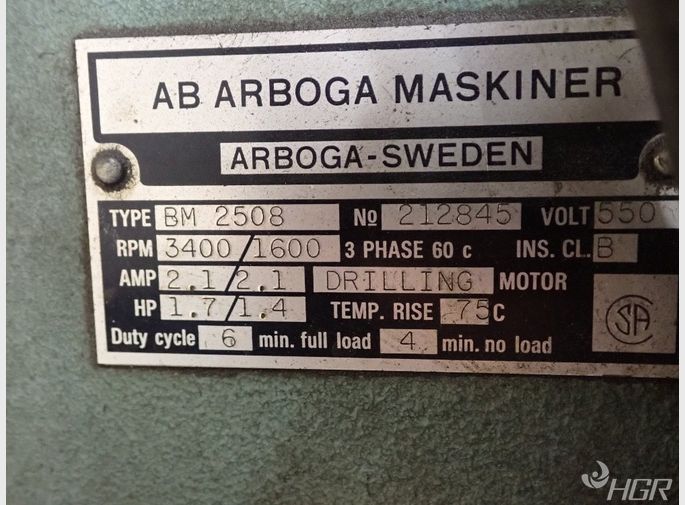 AB ARBOGA MASKINER
ARBOGA-SWEDEN
TYPE BM 2508 No 212845 VOLT 550
RPM 3400/1600 3 PHASE 60 c INS. CL. B
AMP 2.1/2.1 DRILLING MOTOR
HP 1.7/1.4 TEMP. RISE 75 C
Duty cycle 6 min. full load 4 min. no load
CSA
HGR